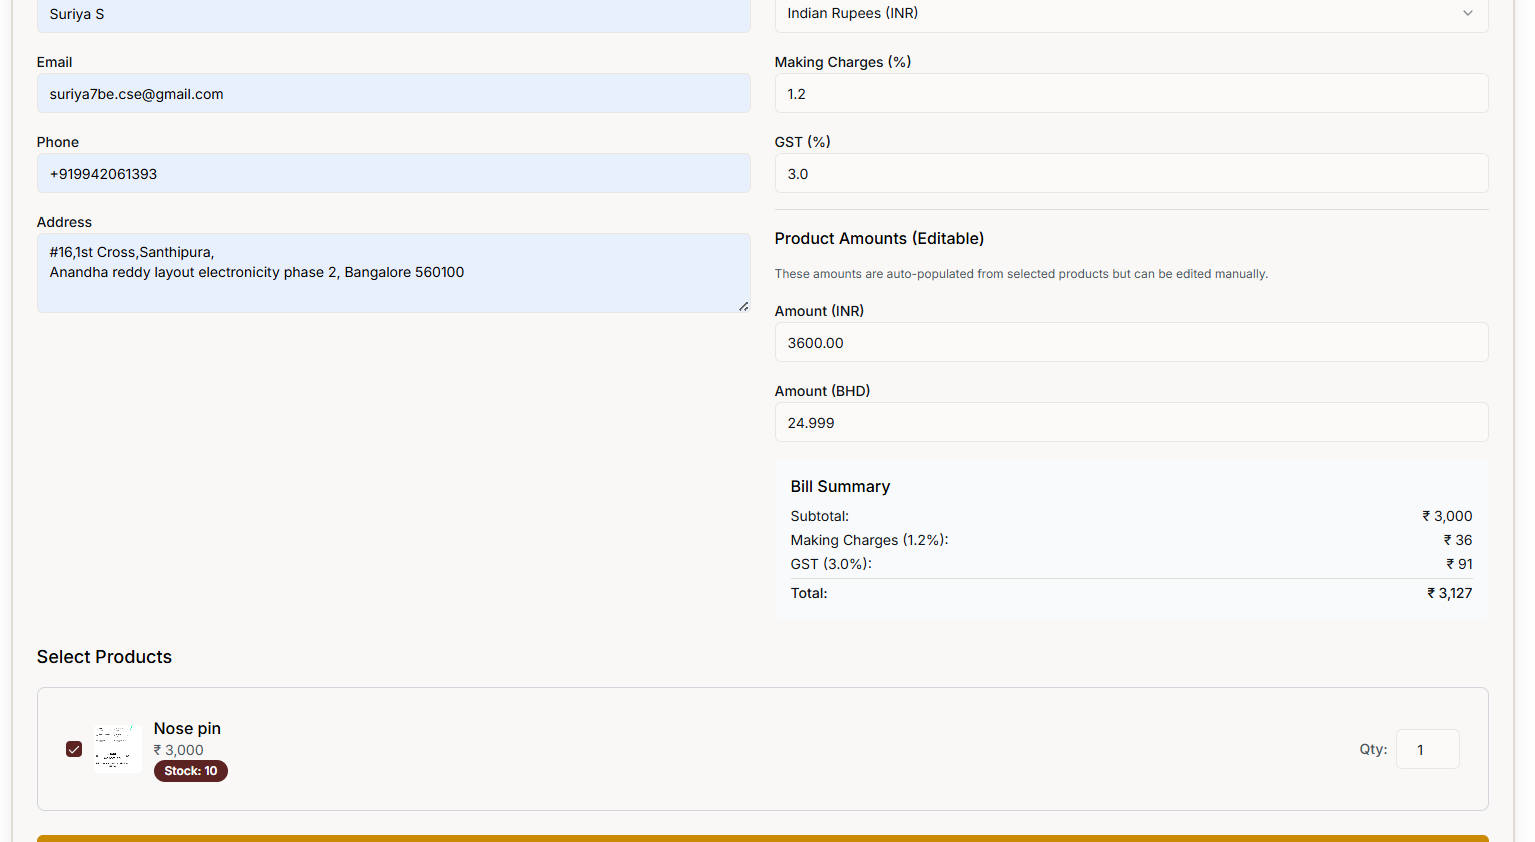 Suriya S
Email
suriya7be.cse@gmail.com
Phone
+919942061393
Address
#16,1st Cross,Santhipura,
Anandha reddy layout electronicity phase 2, Bangalore 560100
Indian Rupees (INR)
Making Charges (%)
1.2
GST (%)
3.0
Product Amounts (Editable)
These amounts are auto-populated from selected products but can be edited manually.
Amount (INR)
3600.00
Amount (BHD)
24.999
Bill Summary
Subtotal: ₹ 3,000
Making Charges (1.2%): ₹ 36
GST (3.0%): ₹ 91
Total: ₹ 3,127
Select Products
Nose pin
₹ 3,000
Stock: 10
Qty: 1